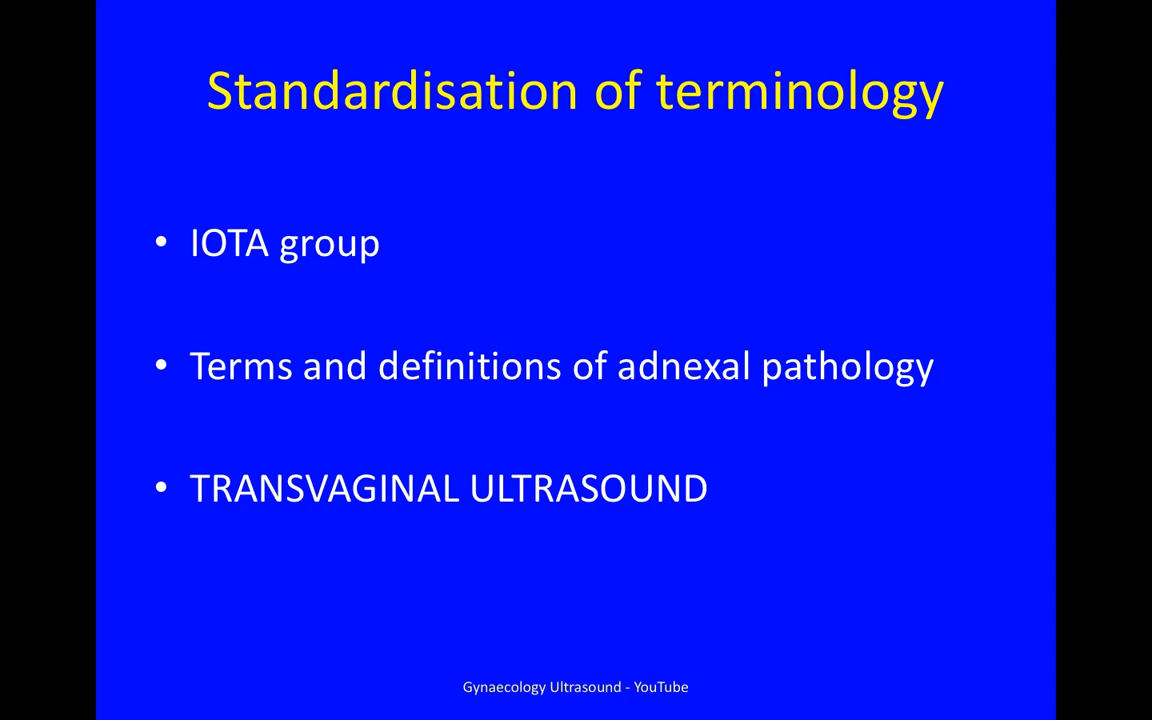 Standardisation of terminology
• IOTA group
• Terms and definitions of adnexal pathology
• TRANSVAGINAL ULTRASOUND
Gynaecology Ultrasound - YouTube